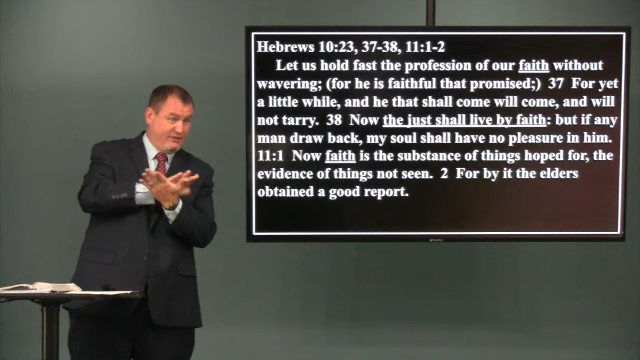 Hebrews 10:23, 37-38, 11:1-2
Let us hold fast the profession of our faith without
wavering; (for he is faithful that promised;) 37 For yet
a little while, and he that shall come will come, and will
not tarry. 38 Now the just shall live by faith: but if any
man draw back, my soul shall have no pleasure in him.
11:1 Now faith is the substance of things hoped for, the
evidence of things not seen. 2 For by it the elders
obtained a good report.